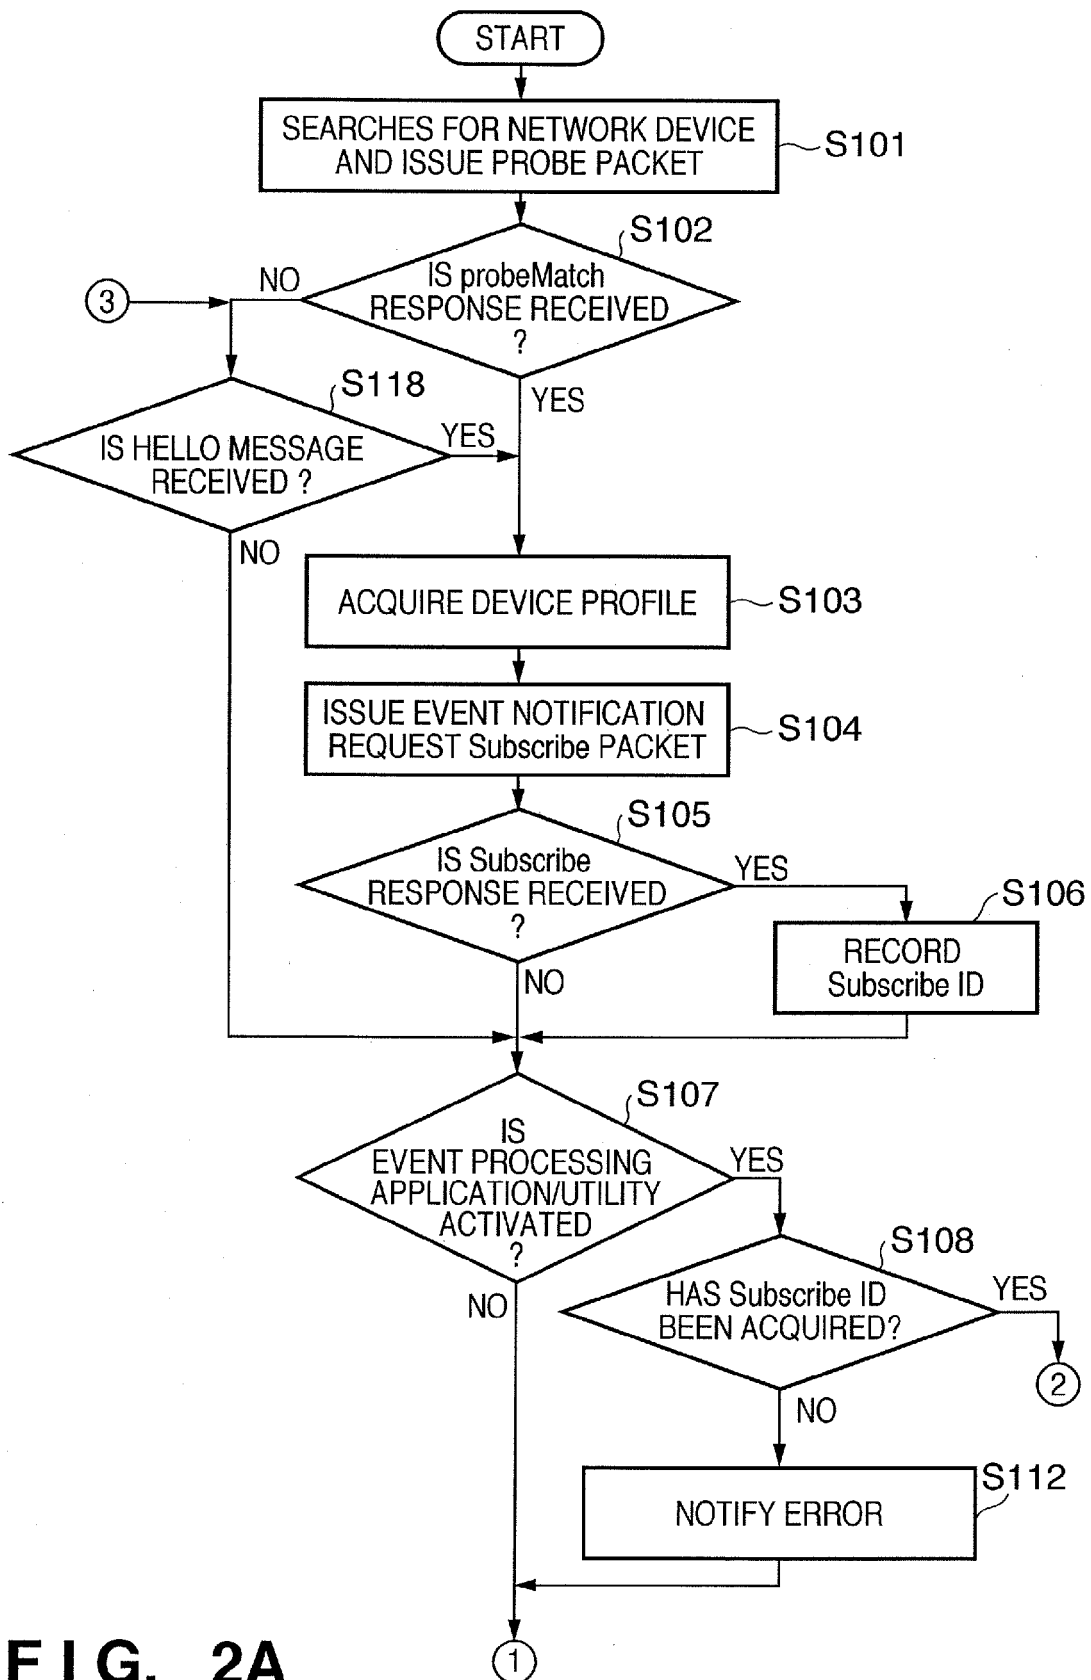 START
SEARCHES FOR NETWORK DEVICE
AND ISSUE PROBE PACKET
S101
S102
IS probeMatch
RESPONSE RECEIVED
?
NO
3
YES
S118
IS HELLO MESSAGE
RECEIVED ?
YES
NO
ACQUIRE DEVICE PROFILE
S103
ISSUE EVENT NOTIFICATION
REQUEST Subscribe PACKET
S104
S105
IS Subscribe
RESPONSE RECEIVED
?
YES
S106
RECORD
Subscribe ID
NO
S107
IS
EVENT PROCESSING
APPLICATION/UTILITY
ACTIVATED
?
YES
NO
S108
HAS Subscribe ID
BEEN ACQUIRED?
YES
2
NO
S112
NOTIFY ERROR
1
FIG. 2A